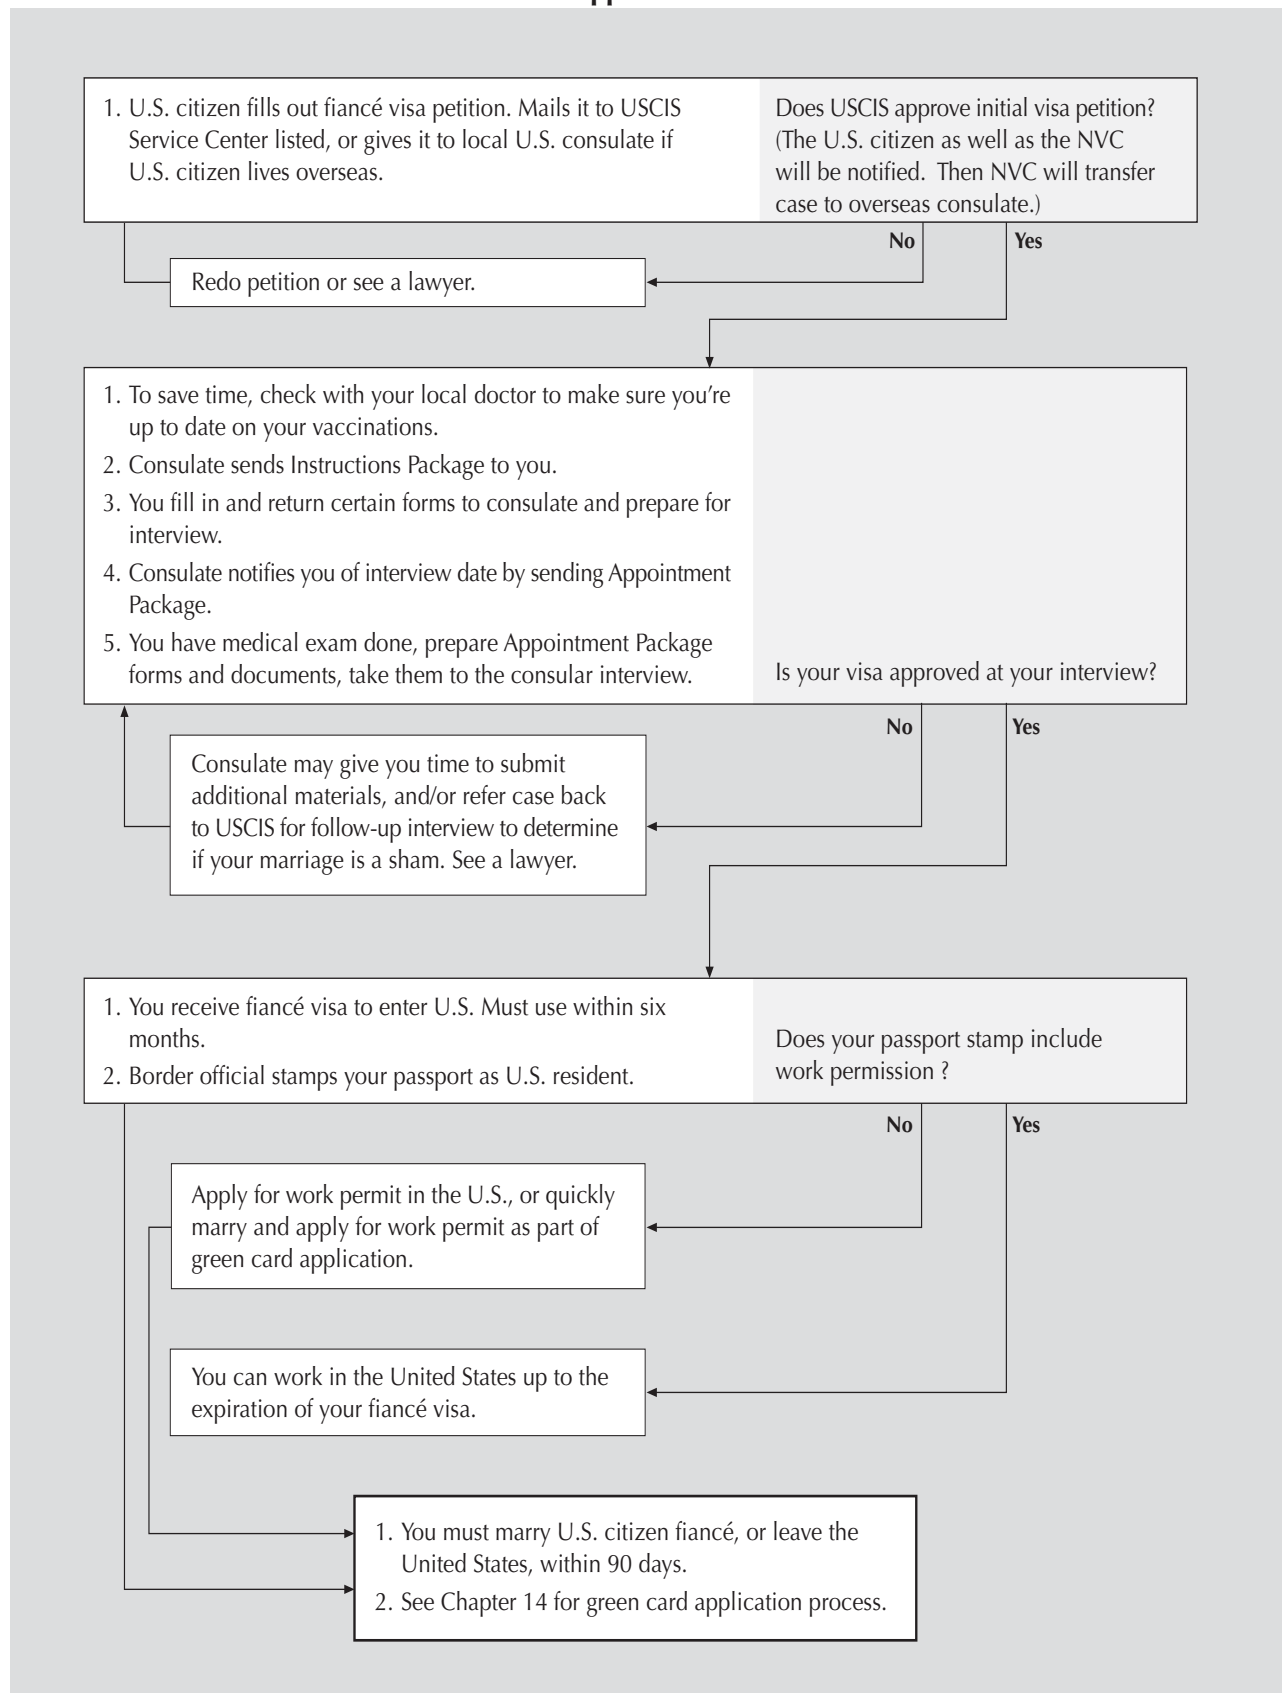 1. U.S. citizen fills out fiancé visa petition. Mails it to USCIS
Service Center listed, or gives it to local U.S. consulate if
U.S. citizen lives overseas.
Does USCIS approve initial visa petition?
(The U.S. citizen as well as the NVC
will be notified. Then NVC will transfer
case to overseas consulate.)
No
Yes
Redo petition or see a lawyer.
1. To save time, check with your local doctor to make sure you're
up to date on your vaccinations.
2. Consulate sends Instructions Package to you.
3. You fill in and return certain forms to consulate and prepare for
interview.
4. Consulate notifies you of interview date by sending Appointment
Package.
5. You have medical exam done, prepare Appointment Package
forms and documents, take them to the consular interview.
Is your visa approved at your interview?
No
Yes
Consulate may give you time to submit
additional materials, and/or refer case back
to USCIS for follow-up interview to determine
if your marriage is a sham. See a lawyer.
1. You receive fiancé visa to enter U.S. Must use within six
months.
2. Border official stamps your passport as U.S. resident.
Does your passport stamp include
work permission ?
No
Yes
Apply for work permit in the U.S., or quickly
marry and apply for work permit as part of
green card application.
You can work in the United States up to the
expiration of your fiancé visa.
1. You must marry U.S. citizen fiancé, or leave the
United States, within 90 days.
2. See Chapter 14 for green card application process.